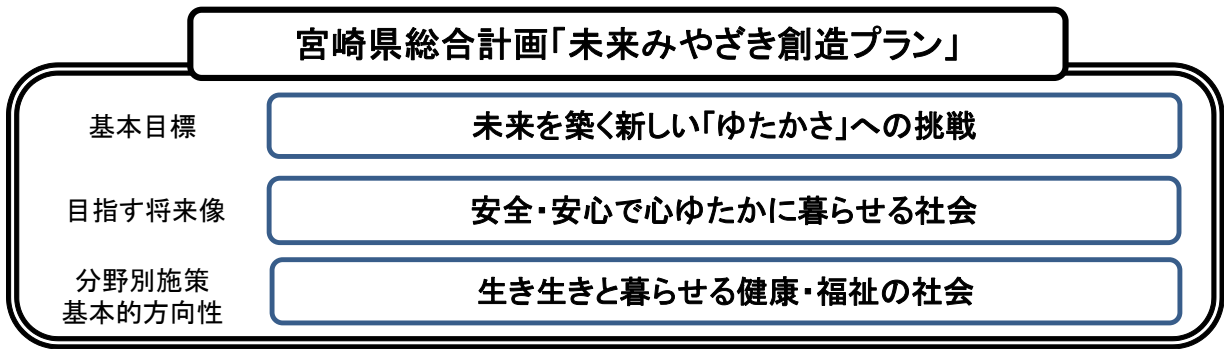 宮崎県総合計画「未来みやざき創造プラン」
基本目標
未来を築く新しい「ゆたかさ」への挑戦
目指す将来像
安全・安心で心ゆたかに暮らせる社会
分野別施策
基本的方向性
生き生きと暮らせる健康・福祉の社会